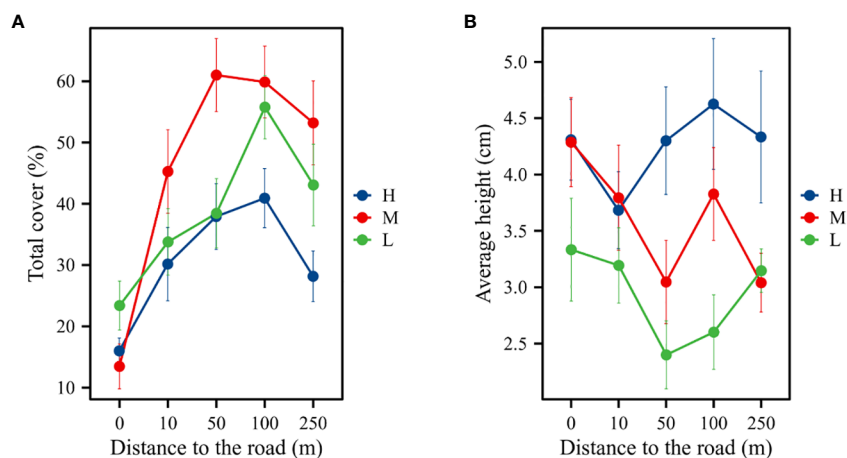 A
Total cover (%)
60
50
40
30
20
10
0 10 50 100 250
Distance to the road (m)
H
M
L
B
Average height (cm)
5.0
4.5
4.0
3.5
3.0
2.5
0 10 50 100 250
Distance to the road (m)
H
M
L